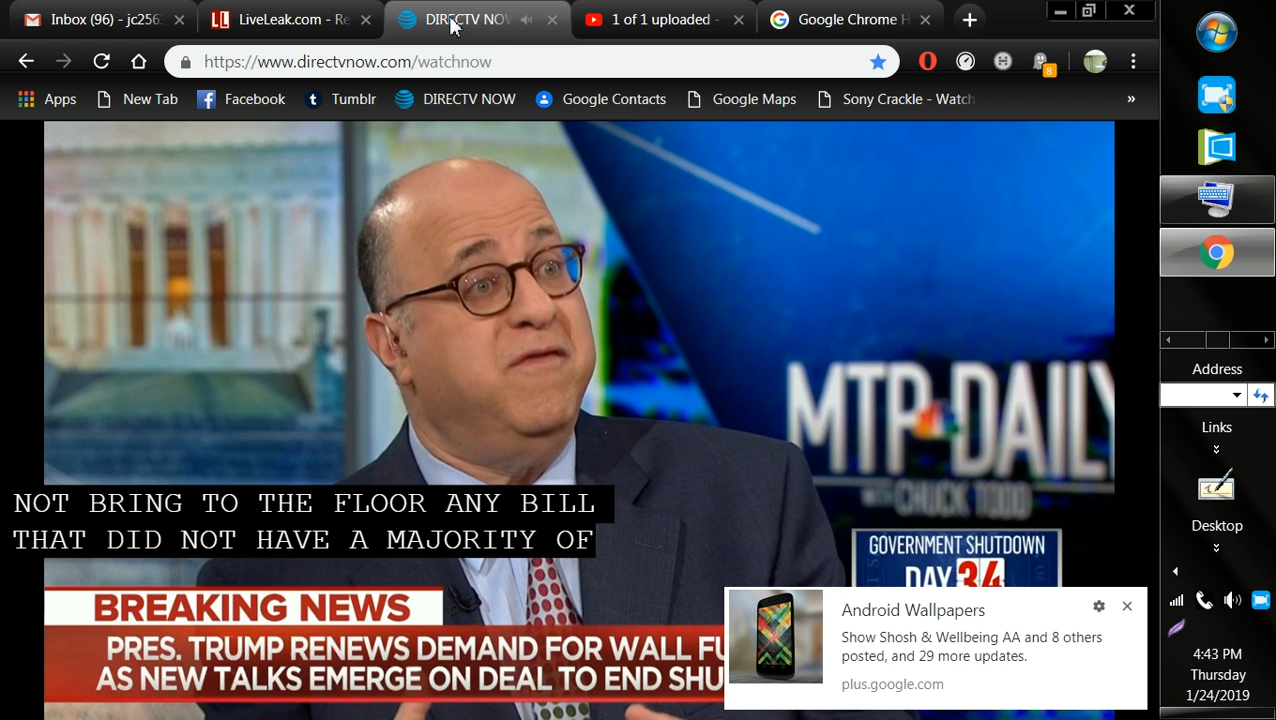 Inbox (96) - jc256
LiveLeak.com - Re
DIRECTV NOW
1 of 1 uploaded -
Google Chrome H
https://www.directvnow.com/watchnow
8
Apps
New Tab
Facebook
Tumblr
DIRECTV NOW
Google Contacts
Google Maps
Sony Crackle - Watch
»
MTP DAILY
WITH CHUCK TODD
NOT BRING TO THE FLOOR ANY BILL
THAT DID NOT HAVE A MAJORITY OF
GOVERNMENT SHUTDOWN
DAY 34
BREAKING NEWS
PRES. TRUMP RENEWS DEMAND FOR WALL FU
AS NEW TALKS EMERGE ON DEAL TO END SHU
Android Wallpapers
Show Shosh & Wellbeing AA and 8 others
posted, and 29 more updates.
plus.google.com
Address
Links
Desktop
4:43 PM
Thursday
1/24/2019